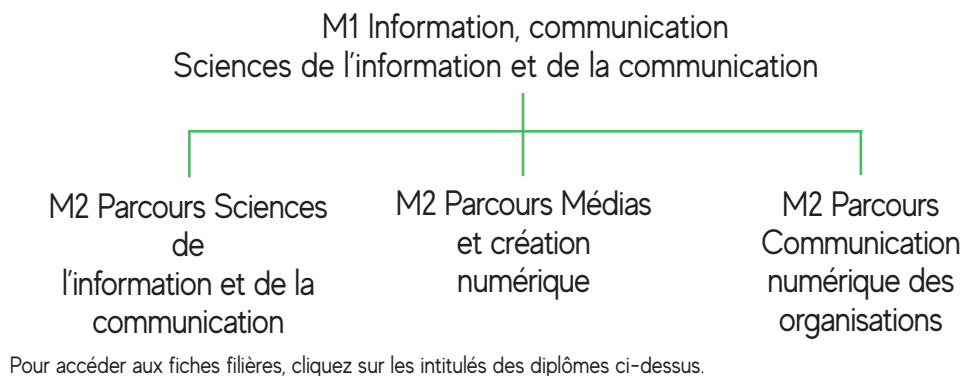 M1 Information, communication
Sciences de l'information et de la communication
M2 Parcours Sciences
de
l'information et de la
communication
M2 Parcours Médias
et création
numérique
M2 Parcours
Communication
numérique des
organisations
Pour accéder aux fiches filières, cliquez sur les intitulés des diplômes ci-dessus.